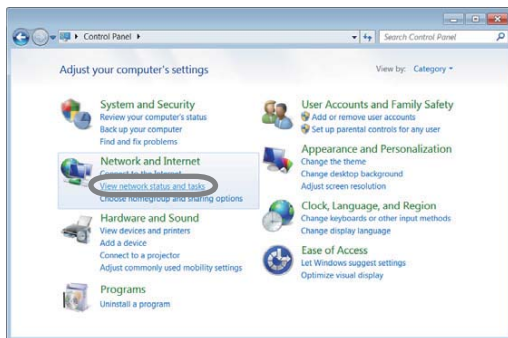 Control Panel
Search Control Panel
Adjust your computer's settings
View by: Category
System and Security
Review your computer's status
Back up your computer
Find and fix problems
Network and Internet
Connect to the Internet
View network status and tasks
Choose homegroup and sharing options
Hardware and Sound
View devices and printers
Add a device
Connect to a projector
Adjust commonly used mobility settings
Programs
Uninstall a program
User Accounts and Family Safety
Add or remove user accounts
Set up parental controls for any user
Appearance and Personalization
Change the theme
Change desktop background
Adjust screen resolution
Clock, Language, and Region
Change keyboards or other input methods
Change display language
Ease of Access
Let Windows suggest settings
Optimize visual display